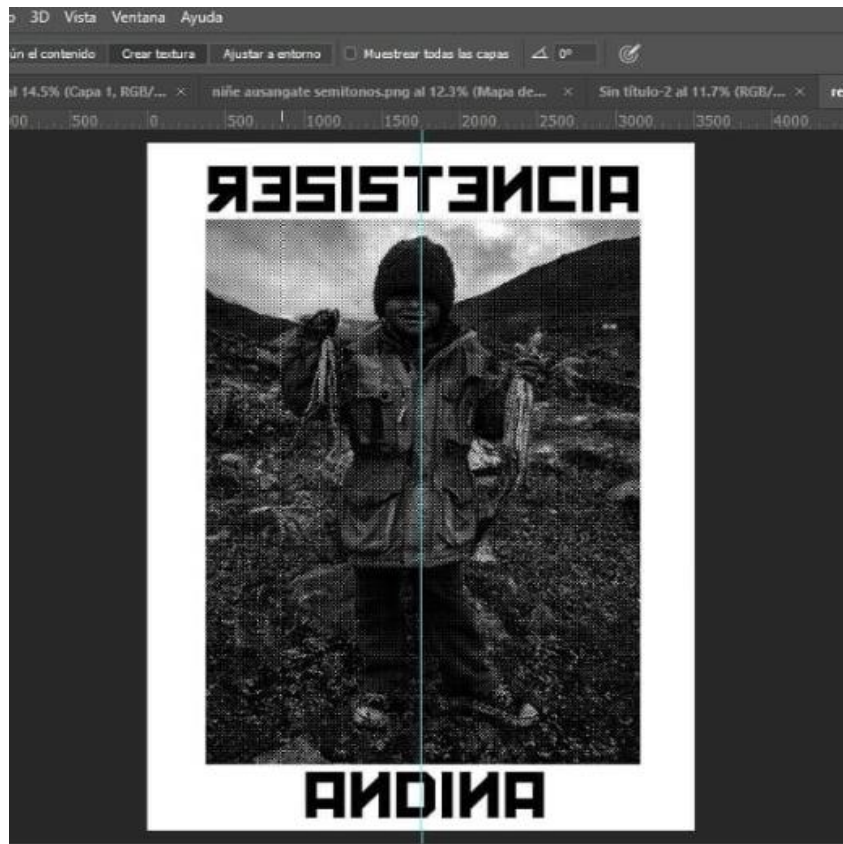 3D Vista Ventana Ayuda
ún el contenido Crear textura Ajustar a entorno Muestrear todas las capas 0°
al 14.5% (Capa 1, RGB/... × niñe ausangate semitonos.png al 12.3% (Mapa de... × Sin título-2 al 11.7% (RGB/... × re
00 500 0 500 1000 1500 2000 2500 3000 3500 4000
ЯƎSISTƎИCIA
AИDIИA